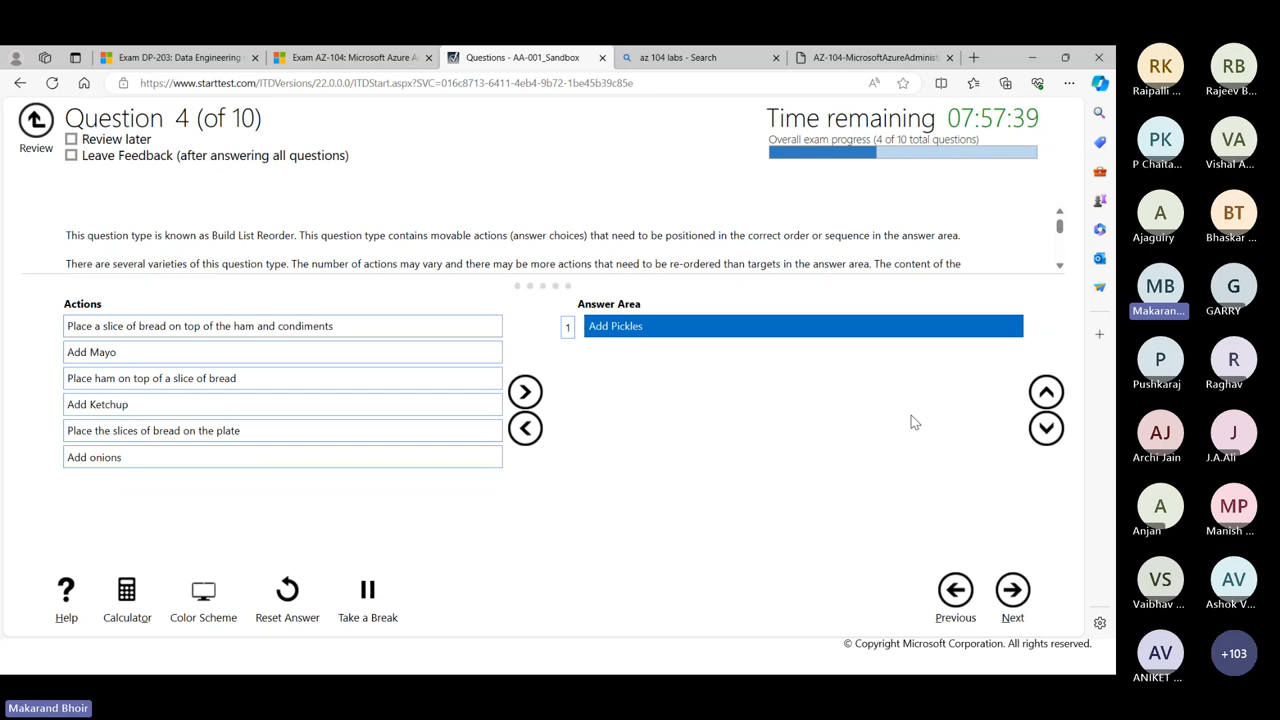 Exam DP-203: Data Engineering
Exam AZ-104: Microsoft Azure A
Questions - AA-001_Sandbox
az 104 labs - Search
AZ-104-MicrosoftAzureAdminist
https://www.starttest.com/ITDVersions/22.0.0.0/ITDStart.aspx?SVC=016c8713-6411-4eb4-9b72-1be45b39c85e
Review
Question 4 (of 10)
Review later
Leave Feedback (after answering all questions)
Time remaining 07:57:39
Overall exam progress (4 of 10 total questions)
This question type is known as Build List Reorder. This question type contains movable actions (answer choices) that need to be positioned in the correct order or sequence in the answer area.
There are several varieties of this question type. The number of actions may vary and there may be more actions that need to be re-ordered than targets in the answer area. The content of the
Actions
Place a slice of bread on top of the ham and condiments
Add Mayo
Place ham on top of a slice of bread
Add Ketchup
Place the slices of bread on the plate
Add onions
Answer Area
1 Add Pickles
Help
Calculator
Color Scheme
Reset Answer
Take a Break
Previous
Next
© Copyright Microsoft Corporation. All rights reserved.
RK
Raipalli ...
RB
Rajeev B...
PK
P Chaita...
VA
Vishal A...
A
Ajaguiry
BT
Bhaskar ...
MB
Makaran...
G
GARRY
P
Pushkaraj
R
Raghav
AJ
Archi Jain
J
J.A.Ali
A
Anjan
MP
Manish ...
VS
Vaibhav ...
AV
Ashok V...
AV
ANIKET ...
+103
Makarand Bhoir